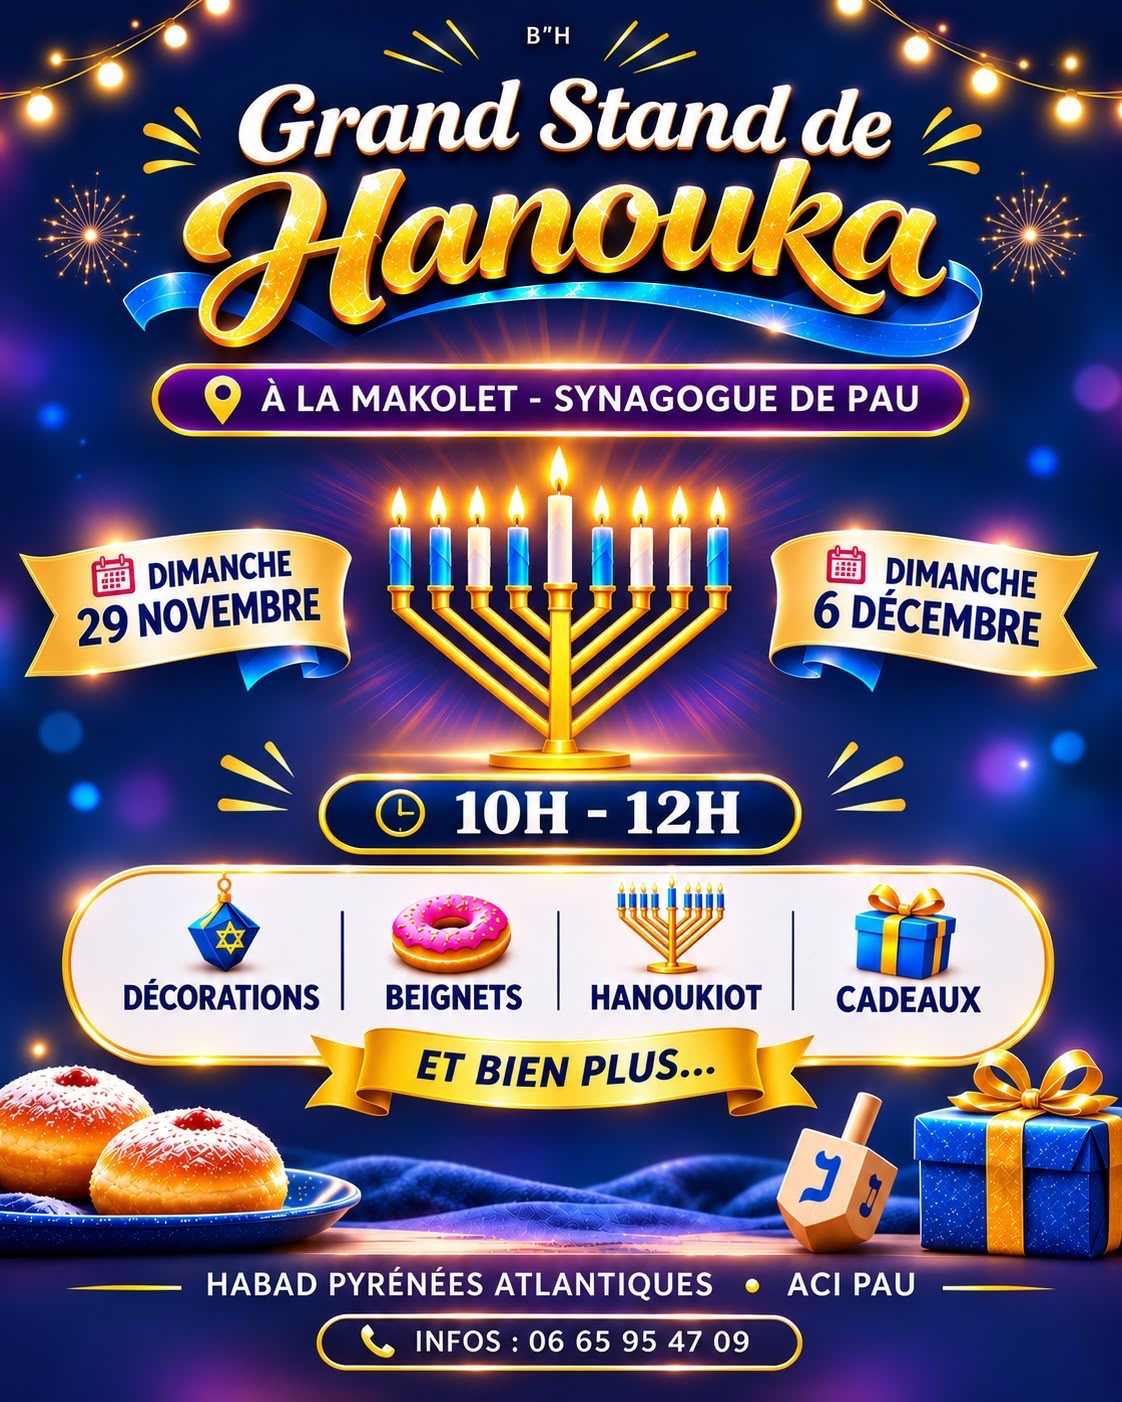 B"H
Grand Stand de
Hanouka
À LA MAKOLET - SYNAGOGUE DE PAU
DIMANCHE
29 NOVEMBRE
DIMANCHE
6 DÉCEMBRE
10H - 12H
DÉCORATIONS
BEIGNETS
HANOUKIOT
CADEAUX
ET BIEN PLUS...
נ
HABAD PYRÉNÉES ATLANTIQUES • ACI PAU
INFOS : 06 65 95 47 09